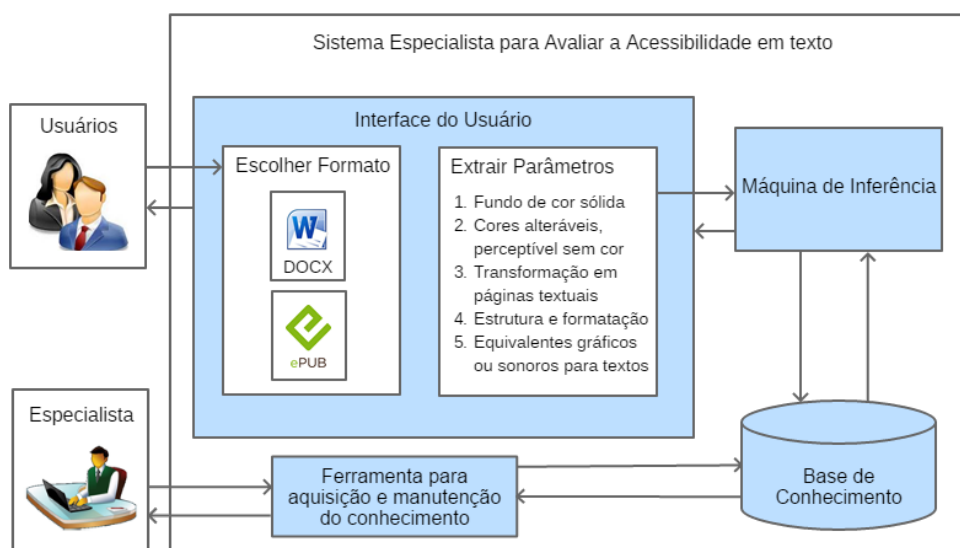 Sistema Especialista para Avaliar a Acessibilidade em texto
Usuários
Interface do Usuário
Escolher Formato
W
DOCX
ePUB
Extrair Parâmetros
1. Fundo de cor sólida
2. Cores alteráveis,
perceptível sem cor
3. Transformação em
páginas textuais
4. Estrutura e formatação
5. Equivalentes gráficos
ou sonoros para textos
Máquina de Inferência
Especialista
Ferramenta para
aquisição e manutenção
do conhecimento
Base de
Conhecimento